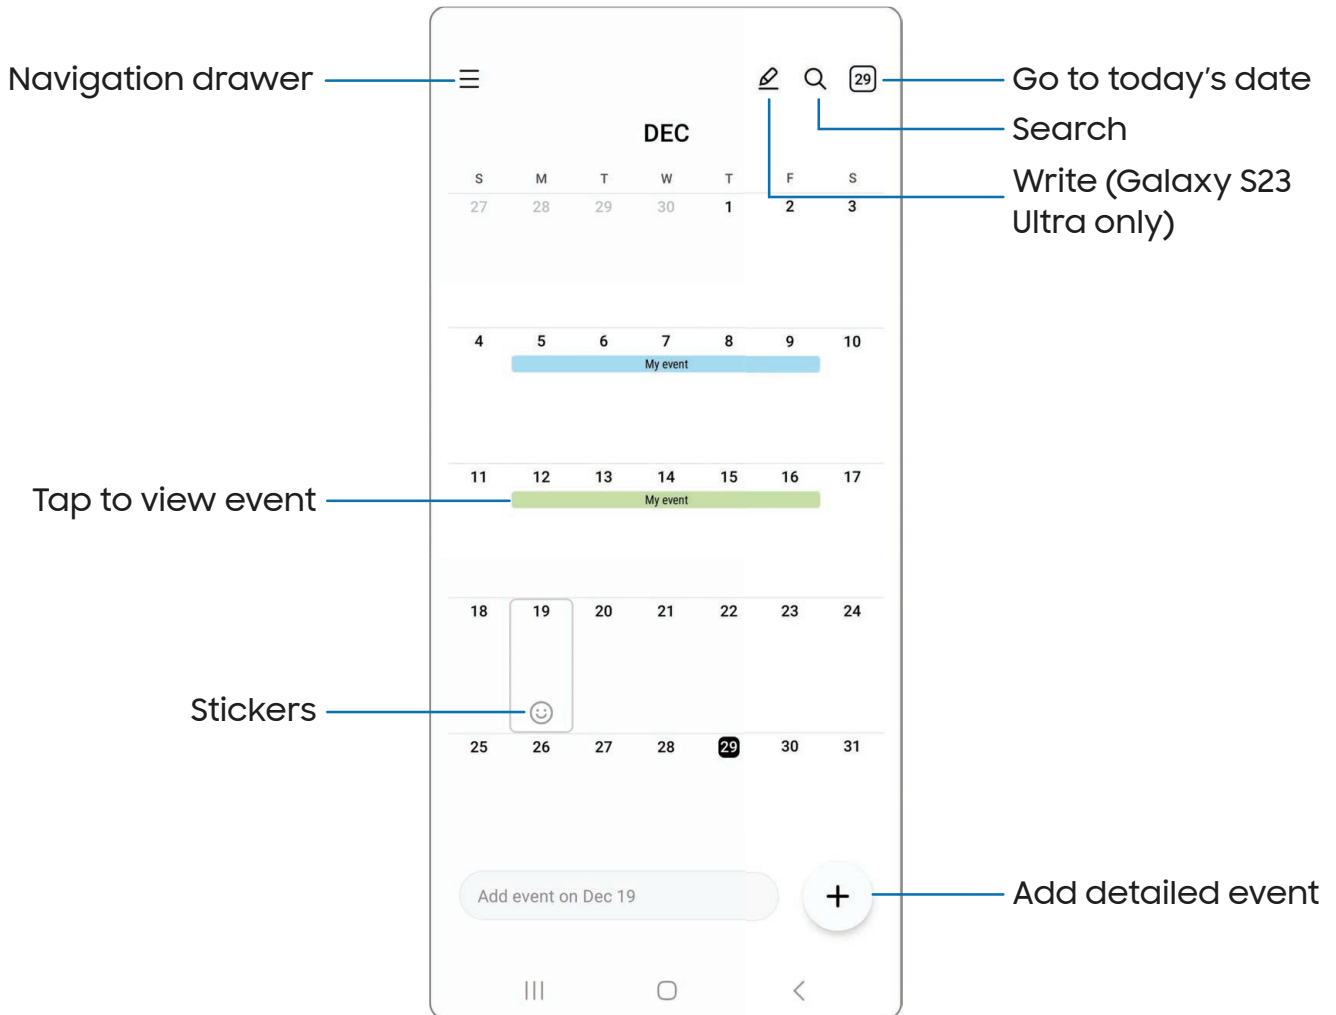 Navigation drawer
29
Go to today's date
Search
Write (Galaxy S23
Ultra only)
DEC
S M T W T F S
27 28 29 30 1 2 3
4 5 6 7 8 9 10
My event
11 12 13 14 15 16 17
Tap to view event
My event
18 19 20 21 22 23 24
Stickers
25 26 27 28 29 30 31
Add event on Dec 19
Add detailed event